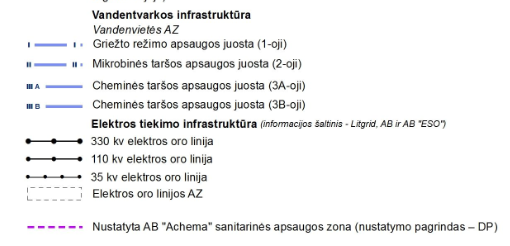 Vandentvarkos infrastruktūra
Vandenvietės AZ
I I Griežto režimo apsaugos juosta (1-oji)
II II Mikrobinės taršos apsaugos juosta (2-oji)
III A Cheminės taršos apsaugos juosta (3A-oji)
III B Cheminės taršos apsaugos juosta (3B-oji)
Elektros tiekimo infrastruktūra (informacijos šaltinis - Litgrid, AB ir AB "ESO")
330 kv elektros oro linija
110 kv elektros oro linija
35 kv elektros oro linija
Elektros oro linijos AZ
Nustatyta AB "Achema" sanitarinės apsaugos zona (nustatymo pagrindas – DP)